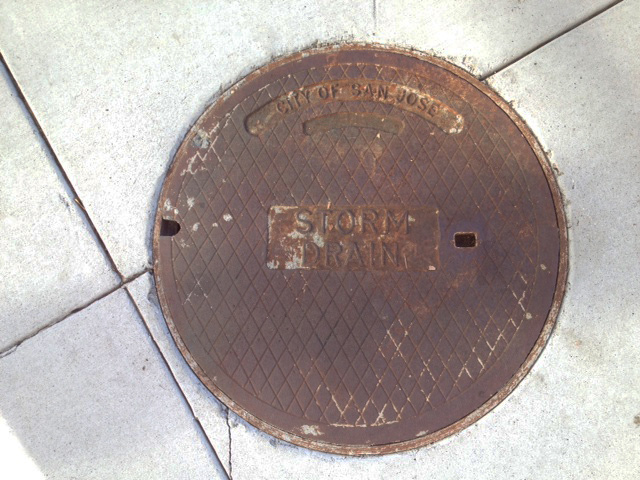 CITY OF SAN JOSE
STORM
DRAIN